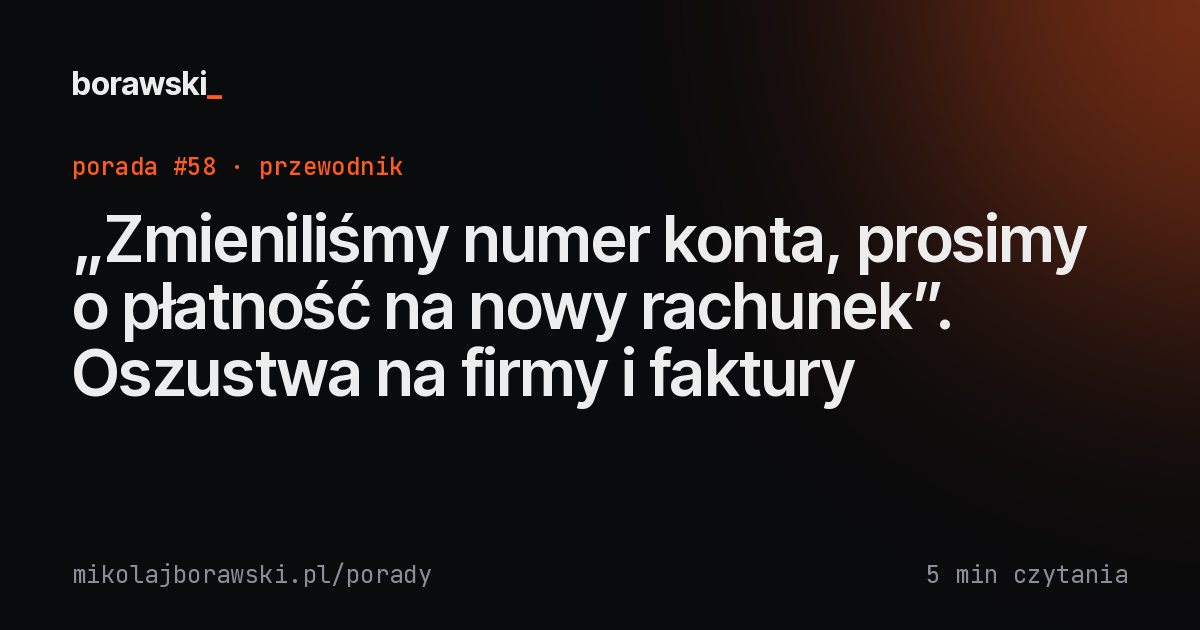 borawski_
porada #58 · przewodnik
„Zmieniliśmy numer konta, prosimy
o płatność na nowy rachunek”.
Oszustwa na firmy i faktury
mikolajborawski.pl/porady
5 min czytania